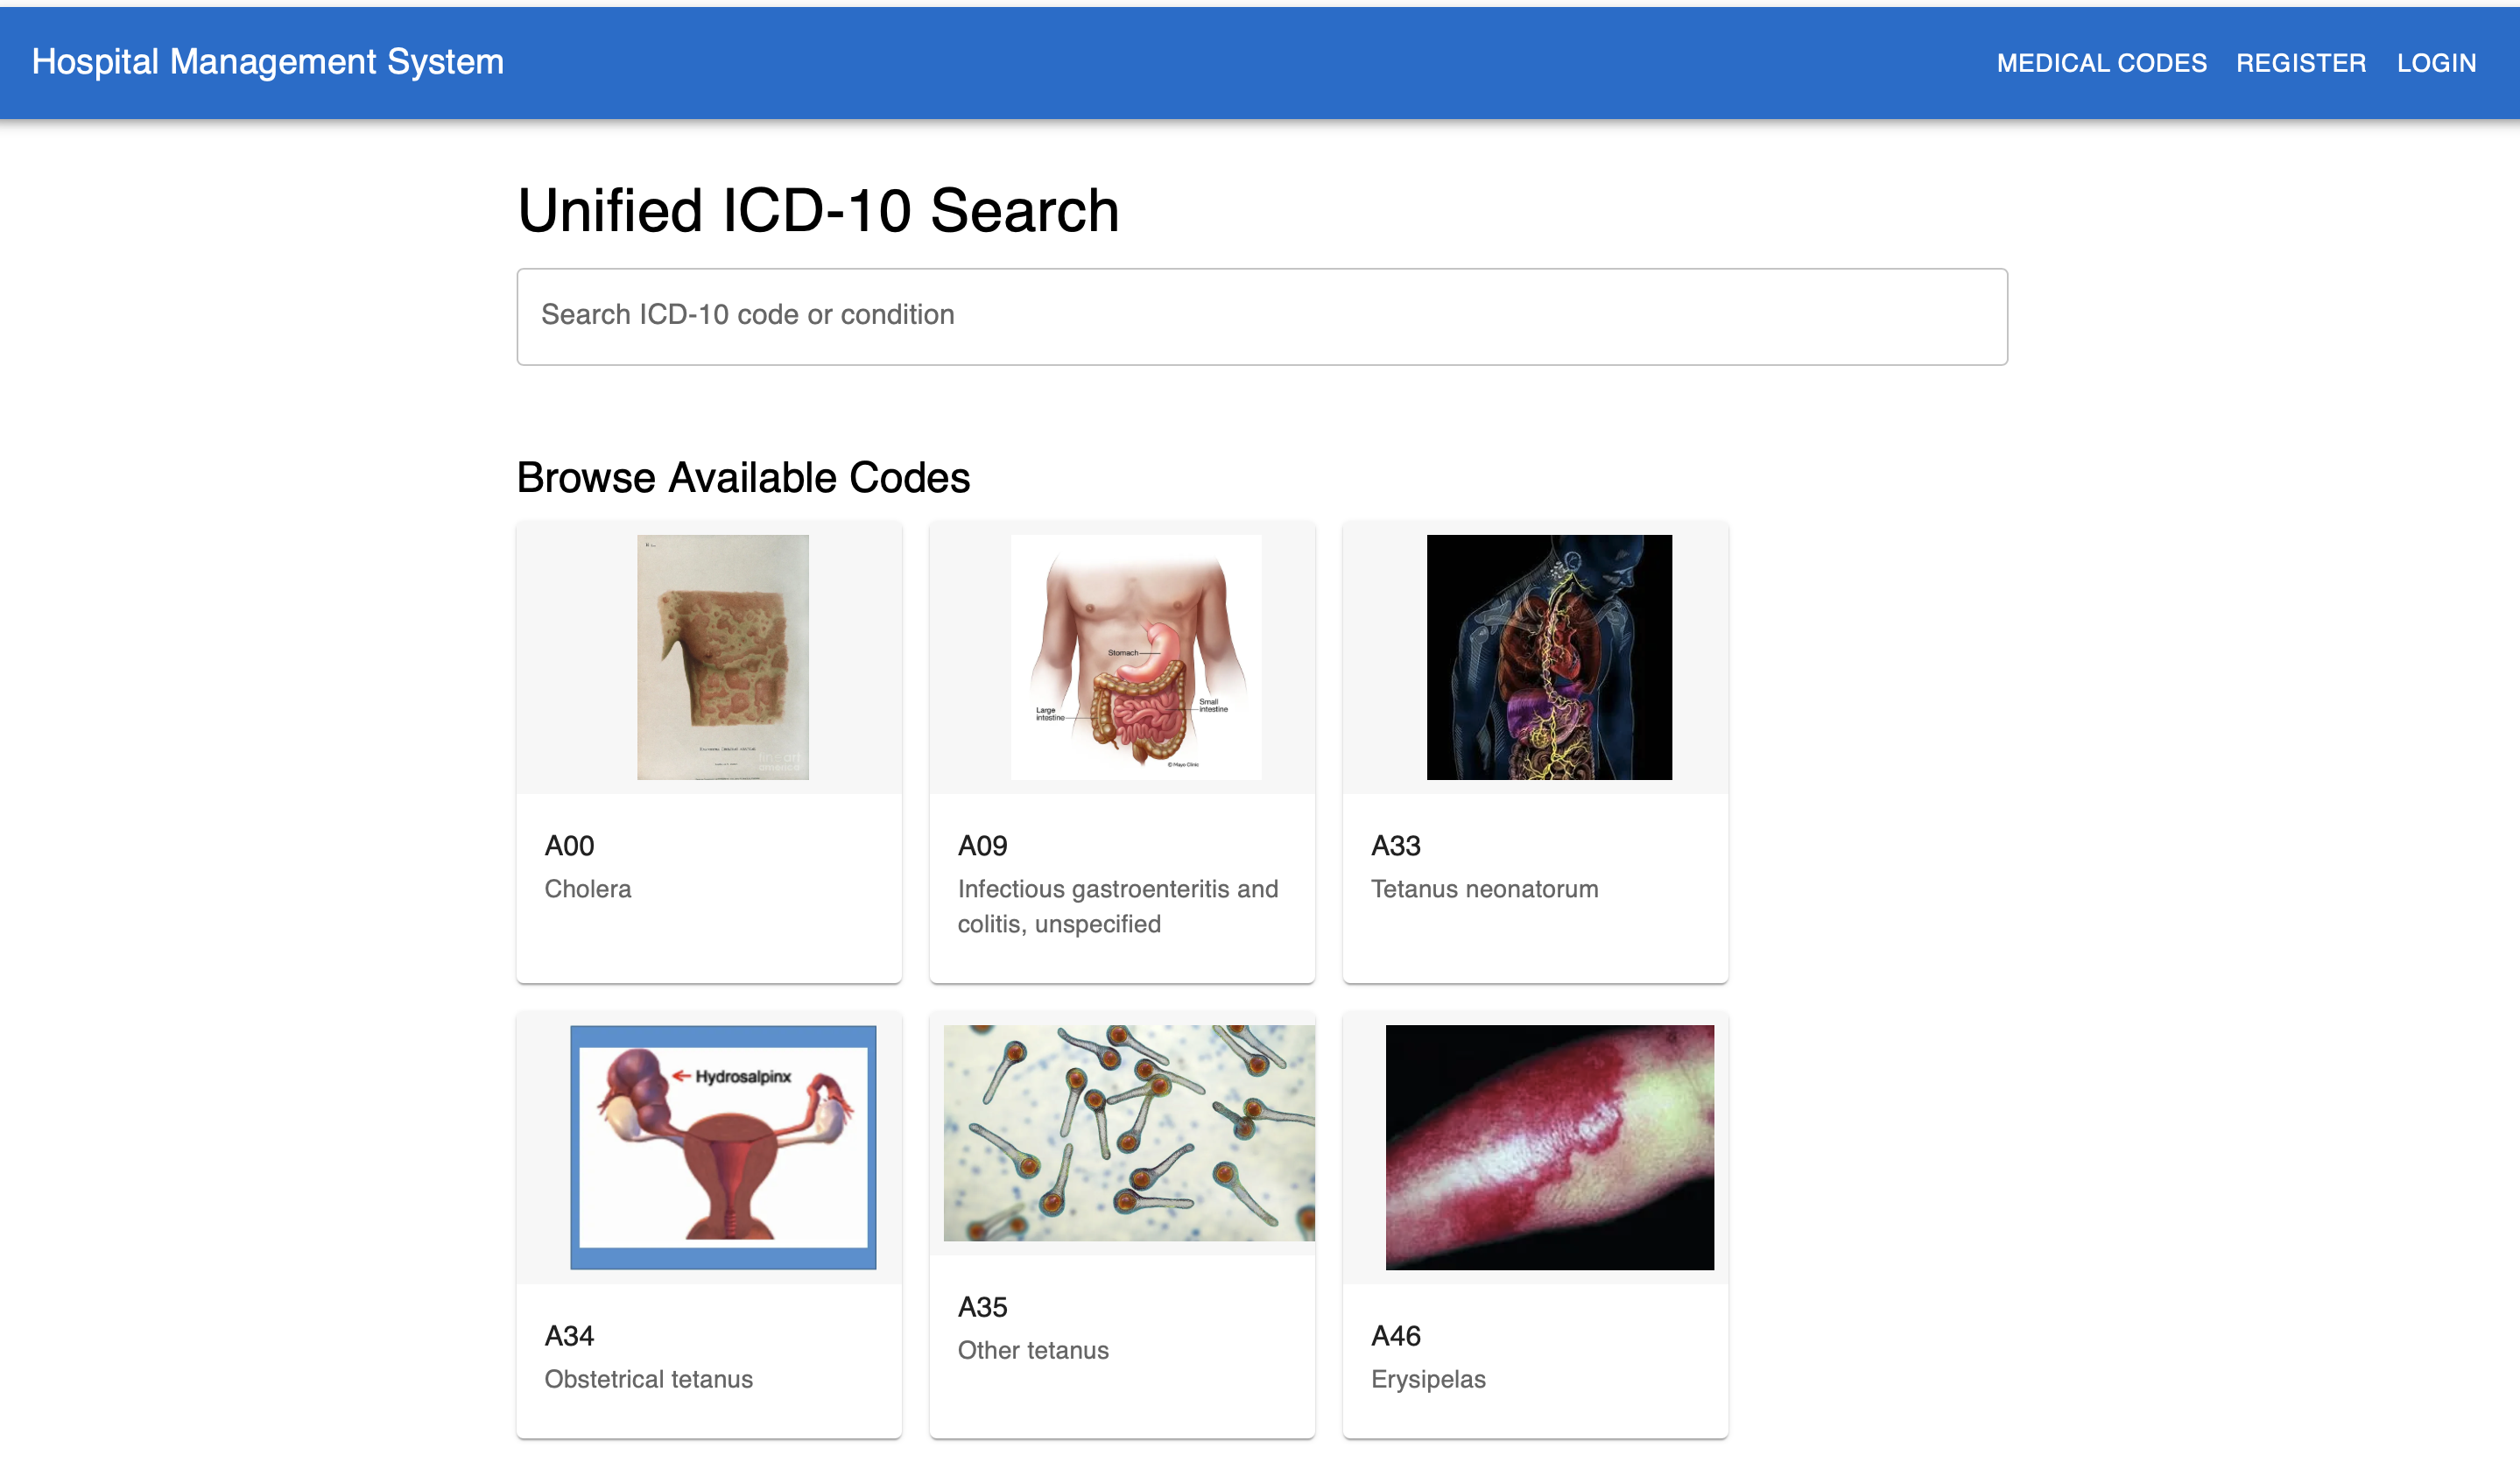 Hospital Management System
MEDICAL CODES REGISTER LOGIN
Unified ICD-10 Search
Search ICD-10 code or condition
Browse Available Codes
Stomach
Large
intestine
Small
intestine
© Mayo Clinic
A00
Cholera
A09
Infectious gastroenteritis and
colitis, unspecified
A33
Tetanus neonatorum
Hydrosalpinx
A34
Obstetrical tetanus
A35
Other tetanus
A46
Erysipelas